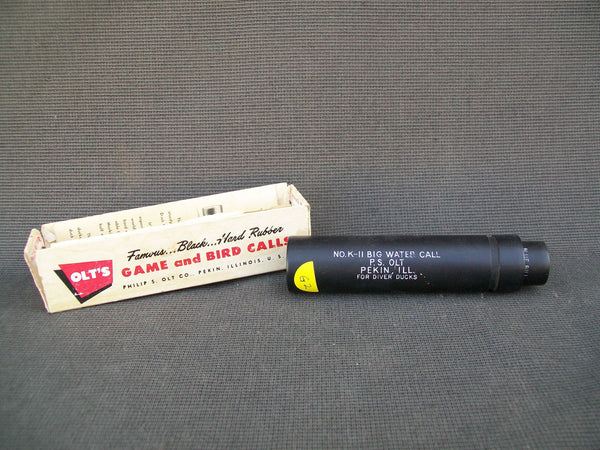 OLT'S
Famous...Black...Hard Rubber
GAME and BIRD CALLS
PHILIP S. OLT CO., PEKIN, ILLINOIS, U. S.
NO. K-11 BIG WATER CALL
P.S. OLT
PEKIN, ILL.
FOR DIVER DUCKS